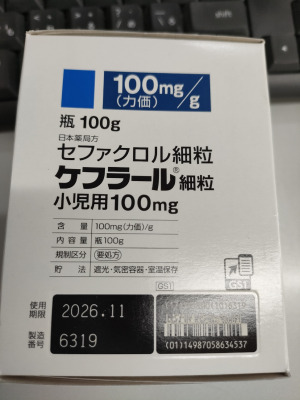 100mg/g
(力価)
瓶 100g
日本薬局方
セファクロル細粒
ケフラール®細粒
小児用100mg
含量 100mg(力価)/g
内容量 瓶100g
規制区分 要処方
貯法 遮光・気密容器・室温保存
GS1 GS1
使用期限 2026.11
製造番号 6319
(01)14987058634537